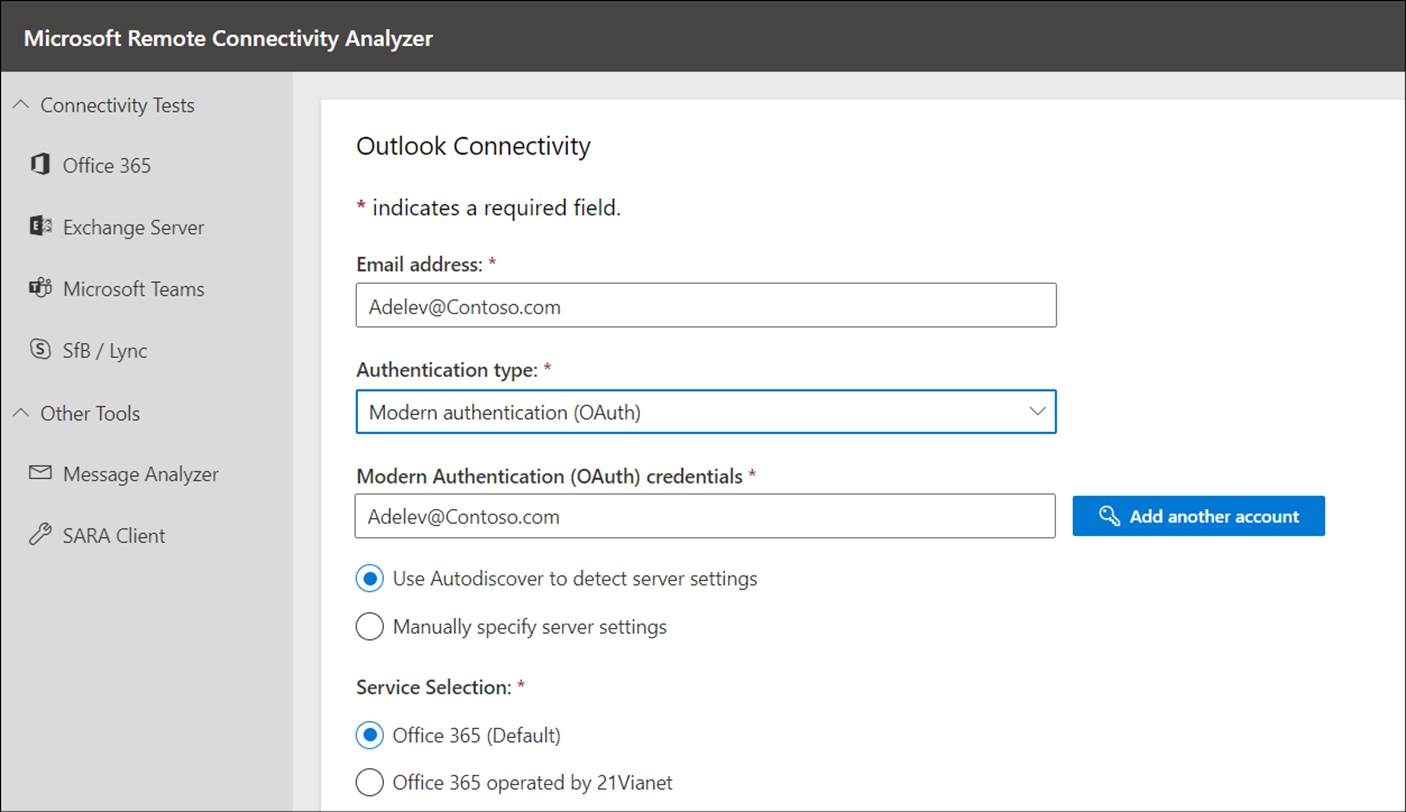 Microsoft Remote Connectivity Analyzer
Connectivity Tests
Office 365
Exchange Server
Microsoft Teams
SfB / Lync
Other Tools
Message Analyzer
SARA Client
Outlook Connectivity
* indicates a required field.
Email address: *
Adelev@Contoso.com
Authentication type: *
Modern authentication (OAuth)
Modern Authentication (OAuth) credentials *
Adelev@Contoso.com
Add another account
Use Autodiscover to detect server settings
Manually specify server settings
Service Selection: *
Office 365 (Default)
Office 365 operated by 21Vianet